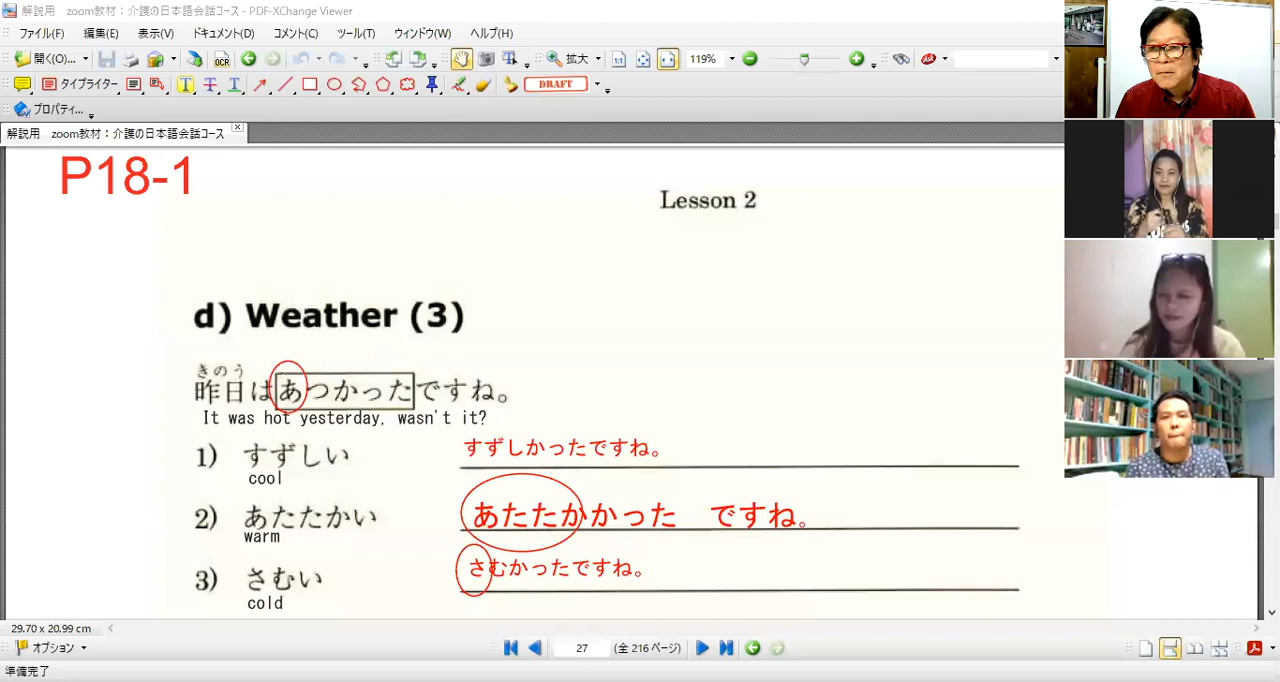 解説用 zoom教材：介護の日本語会話コース - PDF-XChange Viewer
ファイル(F) 編集(E) 表示(V) ドキュメント(D) コメント(C) ツール(T) ウィンドウ(W) ヘルプ(H)
開く(O)... OCR 拡大 119%
タイプライター DRAFT
プロパティ...
解説用 zoom教材：介護の日本語会話コース
P18-1
Lesson 2
d) Weather (3)
きのう
昨日はあつかったですね。
It was hot yesterday, wasn't it?
1) すずしい すずしかったですね。
cool
2) あたたかい あたたかかった ですね。
warm
3) さむい さむかったですね。
cold
29.70 x 20.99 cm
オプション 27 (全 216 ページ)
準備完了